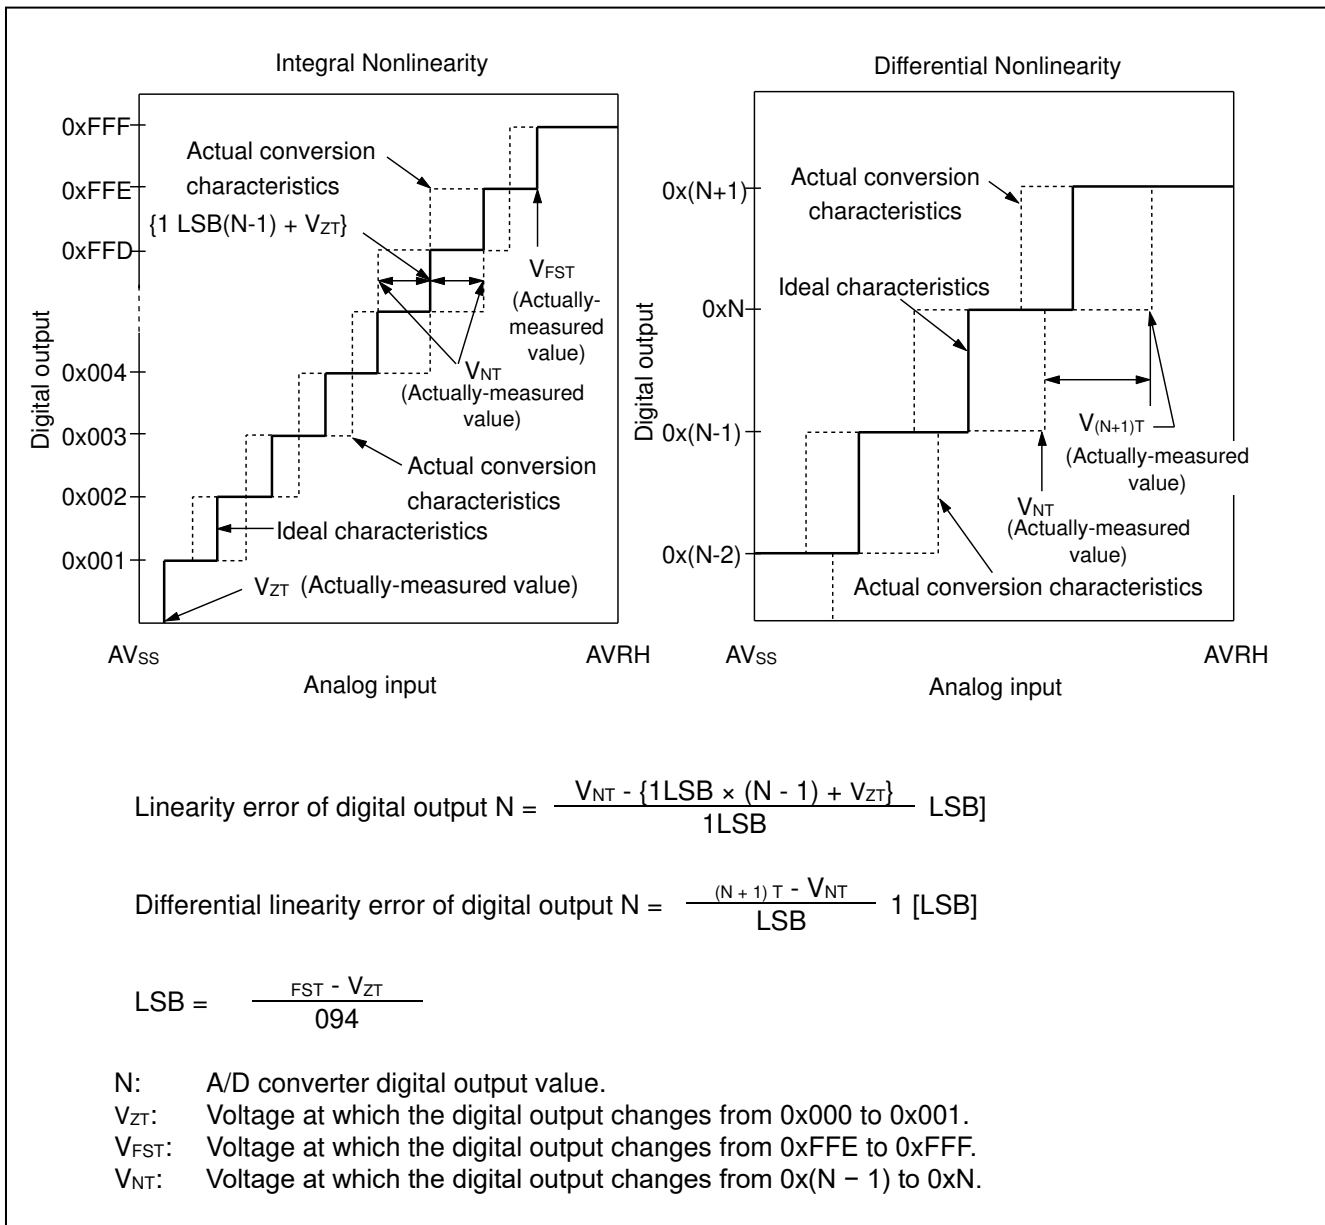 Integral Nonlinearity
0xFFF
0xFFE
0xFFD
0x004
0x003
0x002
0x001
Digital output
Actual conversion
characteristics
{1 LSB(N-1) + VZT}
VFST
(Actually-
measured
value)
VNT
(Actually-measured
value)
Actual conversion
characteristics
Ideal characteristics
VZT (Actually-measured value)
AVSS
AVRH
Analog input
Differential Nonlinearity
0x(N+1)
0xN
0x(N-1)
0x(N-2)
Digital output
Actual conversion
characteristics
Ideal characteristics
V(N+1)T
(Actually-measured
value)
VNT
(Actually-measured
value)
Actual conversion characteristics
AVSS
AVRH
Analog input
Linearity error of digital output N = VNT - {1LSB × (N - 1) + VZT} LSB]
1LSB
Differential linearity error of digital output N = (N + 1) T - VNT 1 [LSB]
LSB
LSB = FST - VZT
094
N: A/D converter digital output value.
VZT: Voltage at which the digital output changes from 0x000 to 0x001.
VFST: Voltage at which the digital output changes from 0xFFE to 0xFFF.
VNT: Voltage at which the digital output changes from 0x(N − 1) to 0xN.